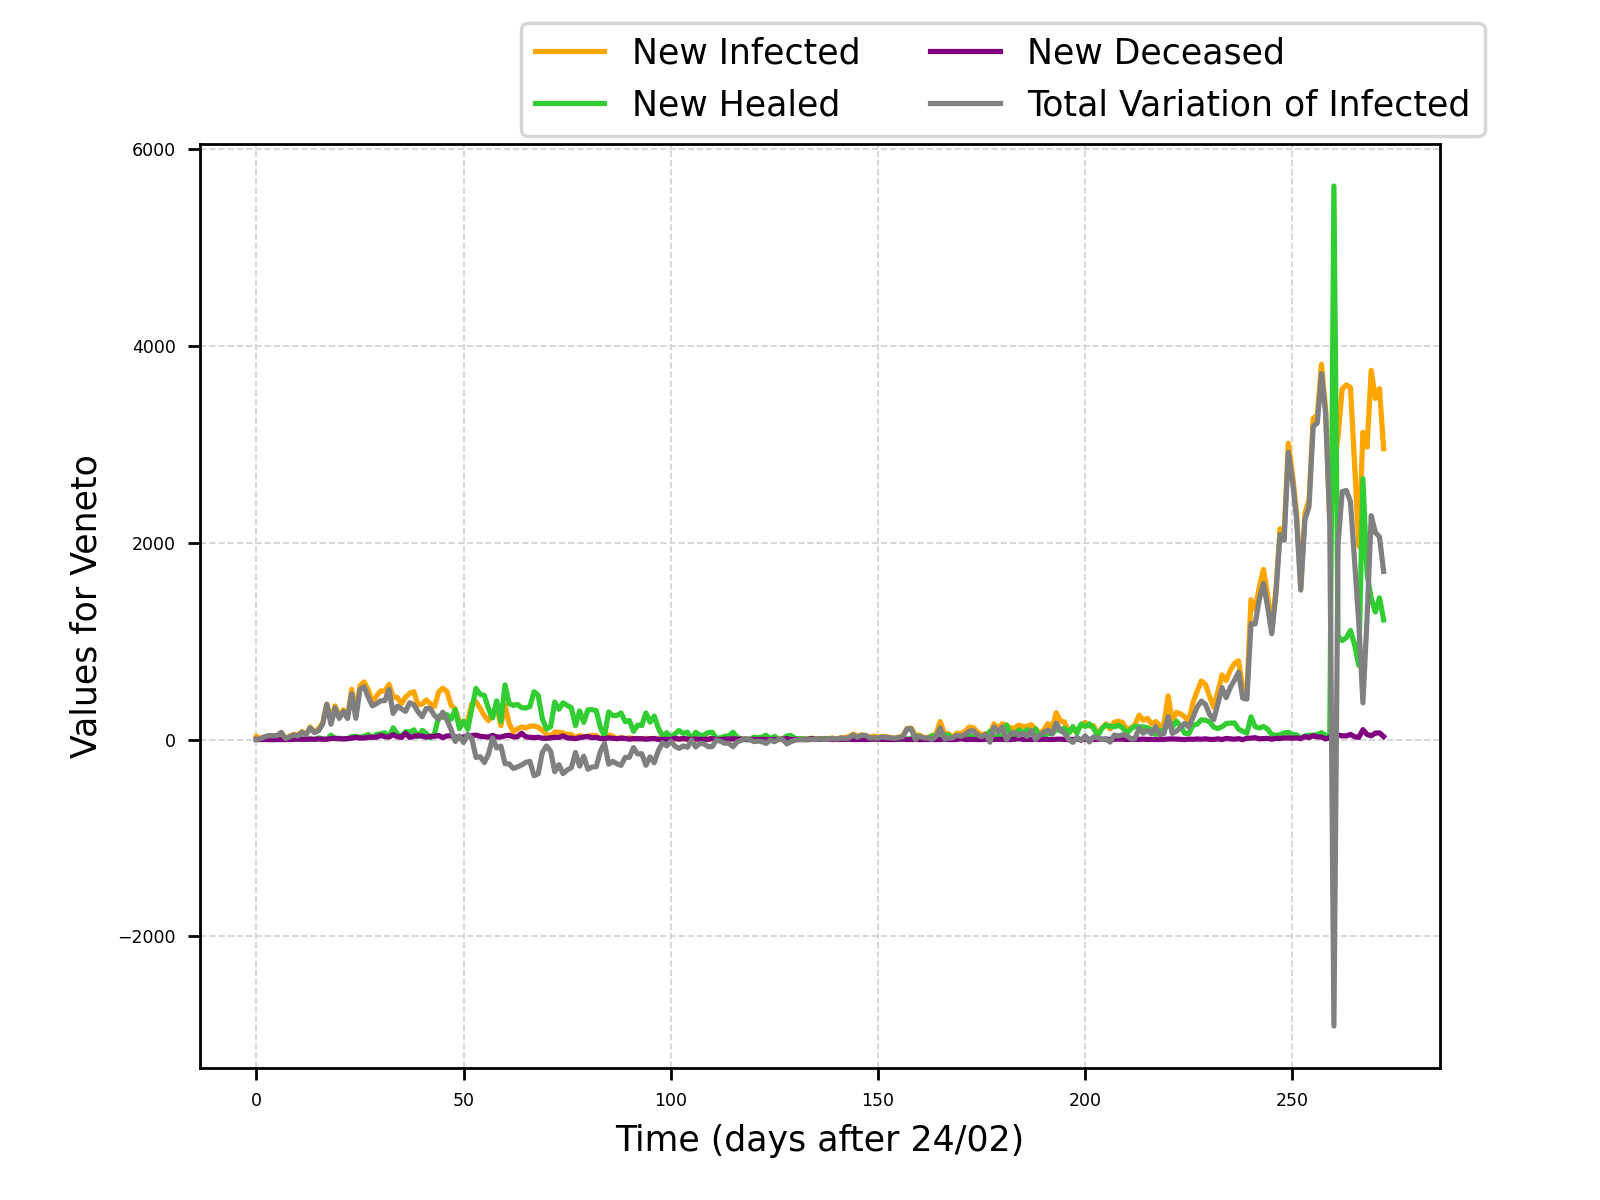 New Infected
New Healed
New Deceased
Total Variation of Infected
6000
4000
2000
0
−2000
Values for Veneto
0 50 100 150 200 250
Time (days after 24/02)